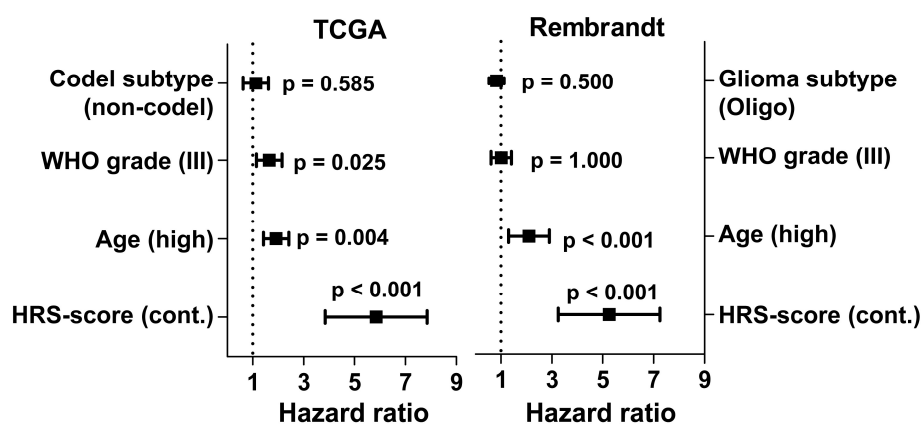 TCGA
Codel subtype
(non-codel)
p = 0.585
WHO grade (III)
p = 0.025
Age (high)
p = 0.004
HRS-score (cont.)
p < 0.001
1 3 5 7 9
Hazard ratio
Rembrandt
Glioma subtype
(Oligo)
p = 0.500
WHO grade (III)
p = 1.000
Age (high)
p < 0.001
HRS-score (cont.)
p < 0.001
1 3 5 7 9
Hazard ratio